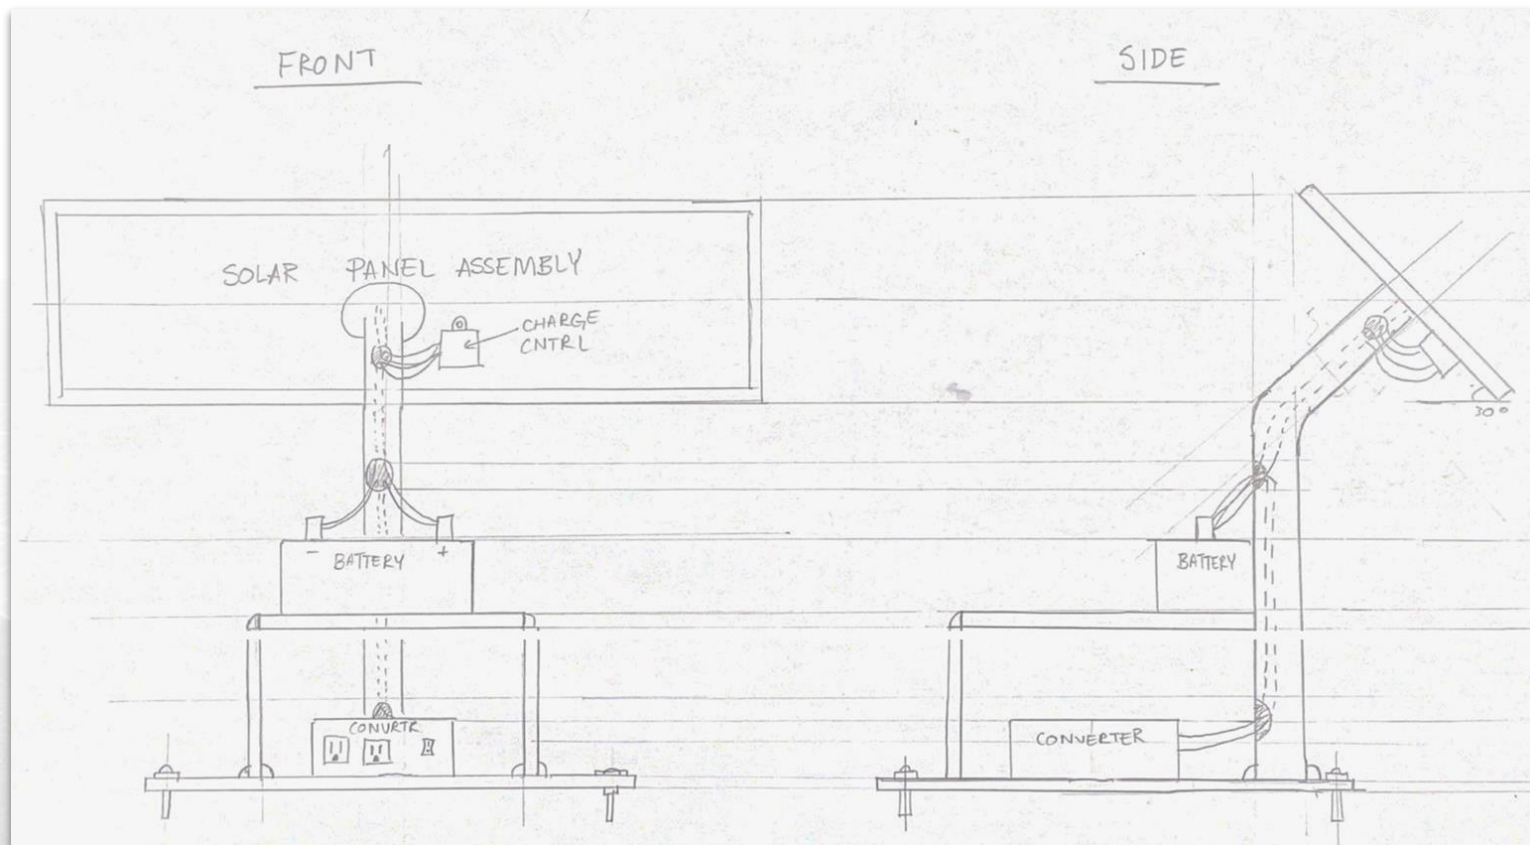 FRONT
SIDE
SOLAR PANEL ASSEMBLY
CHARGE
CNTRL
30°
- +
BATTERY
BATTERY
CONVRTR
CONVERTER